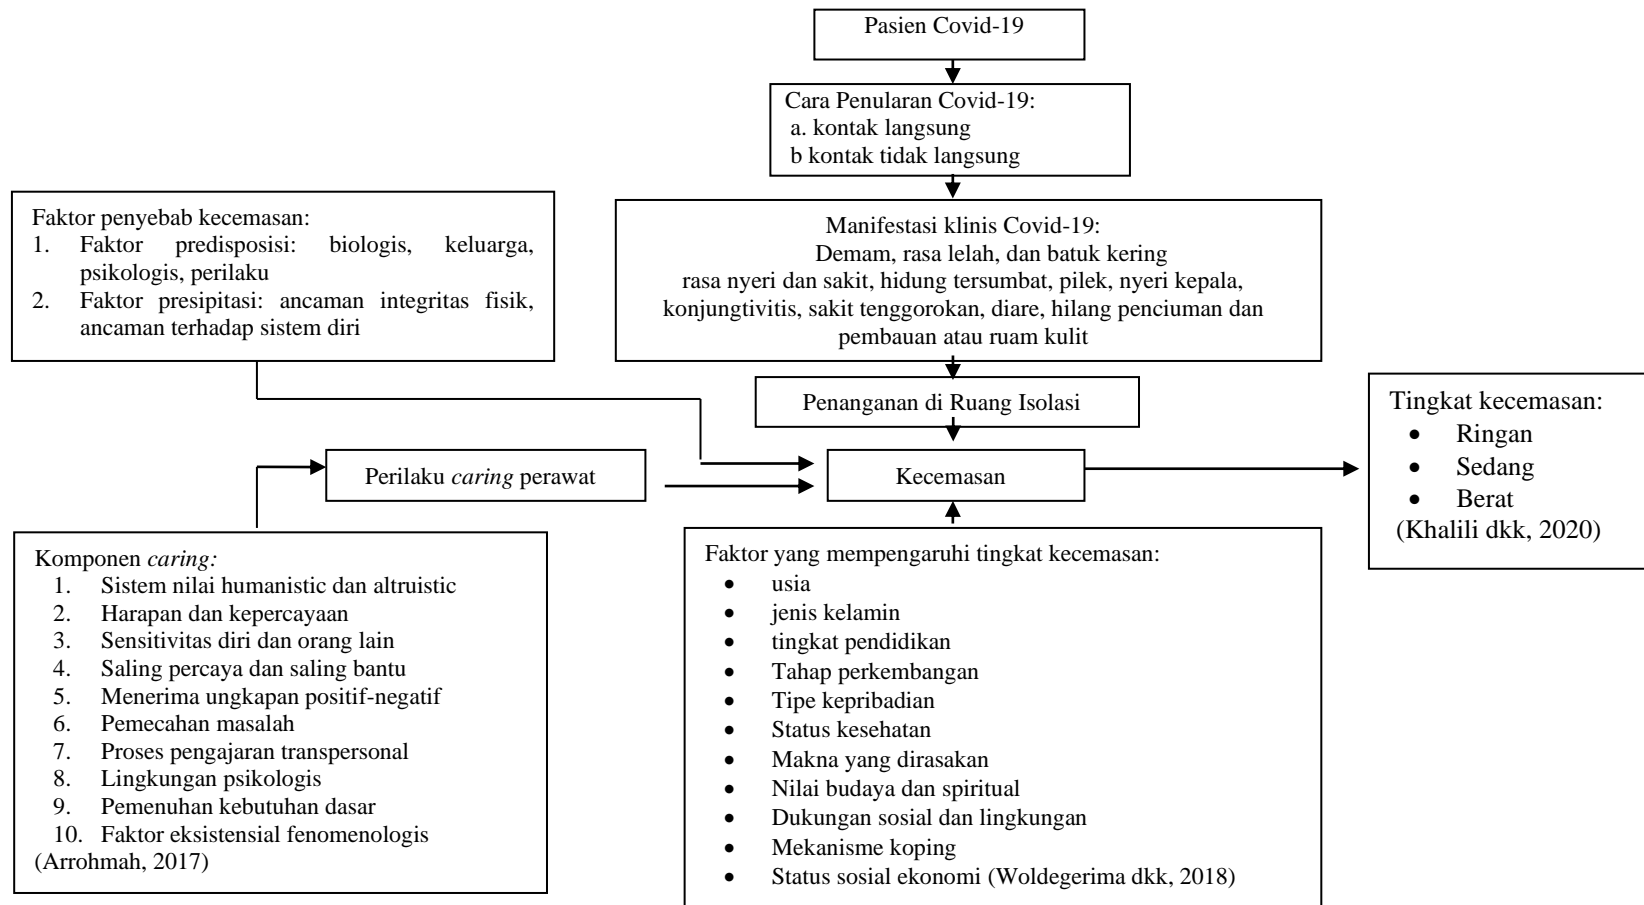 Pasien Covid-19
Cara Penularan Covid-19:
a. kontak langsung
b kontak tidak langsung
Faktor penyebab kecemasan:
1. Faktor predisposisi: biologis, keluarga,
psikologis, perilaku
2. Faktor presipitasi: ancaman integritas fisik,
ancaman terhadap sistem diri
Manifestasi klinis Covid-19:
Demam, rasa lelah, dan batuk kering
rasa nyeri dan sakit, hidung tersumbat, pilek, nyeri kepala,
konjungtivitis, sakit tenggorokan, diare, hilang penciuman dan
pembauan atau ruam kulit
Penanganan di Ruang Isolasi
Perilaku caring perawat
Kecemasan
Tingkat kecemasan:
• Ringan
• Sedang
• Berat
(Khalili dkk, 2020)
Komponen caring:
1. Sistem nilai humanistic dan altruistic
2. Harapan dan kepercayaan
3. Sensitivitas diri dan orang lain
4. Saling percaya dan saling bantu
5. Menerima ungkapan positif-negatif
6. Pemecahan masalah
7. Proses pengajaran transpersonal
8. Lingkungan psikologis
9. Pemenuhan kebutuhan dasar
10. Faktor eksistensial fenomenologis
(Arrohmah, 2017)
Faktor yang mempengaruhi tingkat kecemasan:
• usia
• jenis kelamin
• tingkat pendidikan
• Tahap perkembangan
• Tipe kepribadian
• Status kesehatan
• Makna yang dirasakan
• Nilai budaya dan spiritual
• Dukungan sosial dan lingkungan
• Mekanisme koping
• Status sosial ekonomi (Woldegerima dkk, 2018)